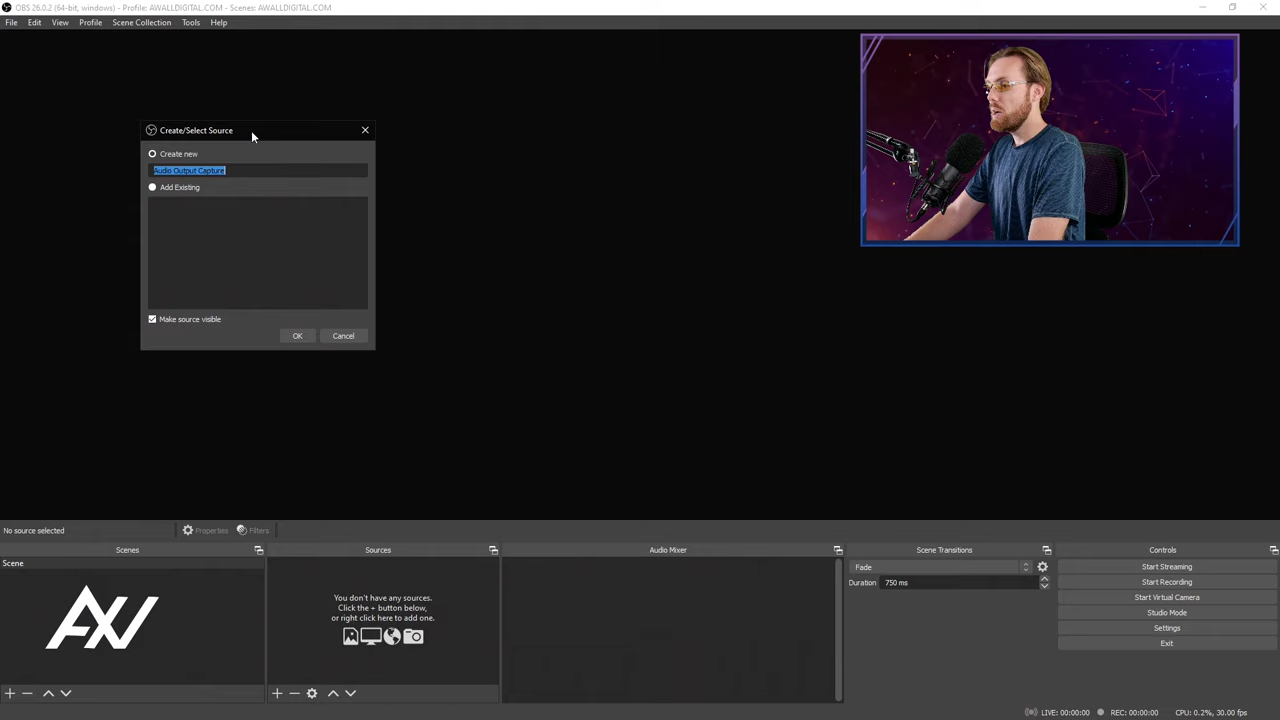 OBS 26.0.2 (64-bit, windows) - Profile: AWALLDIGITAL.COM - Scenes: AWALLDIGITAL.COM
File Edit View Profile Scene Collection Tools Help
Create/Select Source
Create new
Audio Output Capture
Add Existing
Make source visible
OK Cancel
No source selected Properties Filters
Scenes Sources Audio Mixer Scene Transitions Controls
Scene
AW
You don't have any sources.
Click the + button below,
or right click here to add one.
Fade
Duration 750 ms
Start Streaming
Start Recording
Start Virtual Camera
Studio Mode
Settings
Exit
LIVE: 00:00:00 REC: 00:00:00 CPU: 0.2%, 30.00 fps